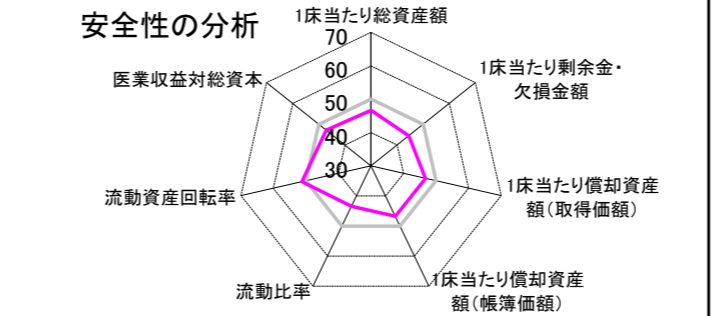 安全性の分析
1床当たり総資産額
70
60
50
40
30
1床当たり剰余金・
欠損金額
1床当たり償却資産
額（取得価額）
1床当たり償却資産
額（帳簿価額）
流動比率
流動資産回転率
医業収益対総資本